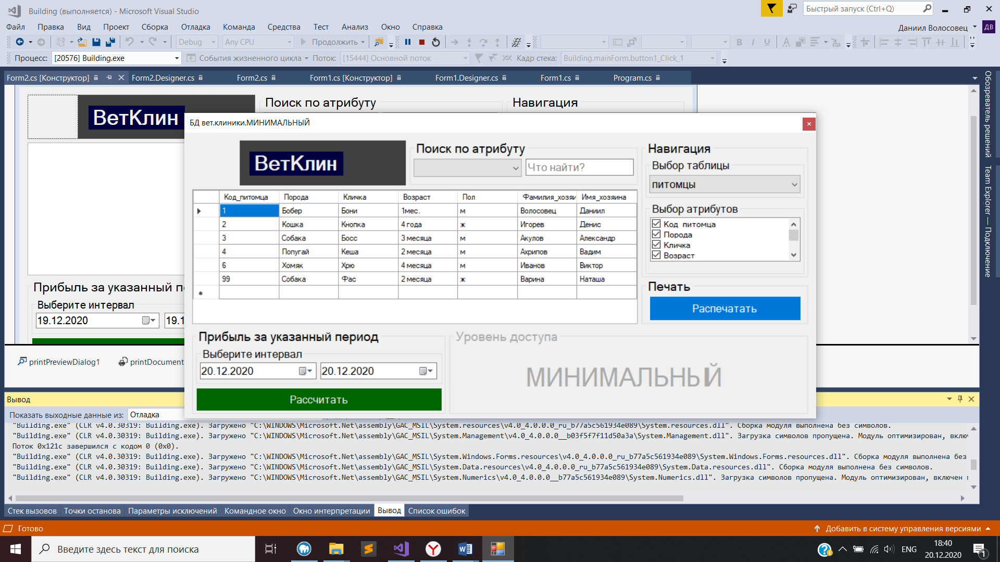 Building (выполняется) - Microsoft Visual Studio
Быстрый запуск (Ctrl+Q)
Файл Правка Вид Проект Сборка Отладка Команда Средства Тест Анализ Окно Справка
Даниил Волосовец ДВ
Debug Any CPU Продолжить
Процесс: [20576] Building.exe События жизненного цикла Поток: [15444] Основной поток Кадр стека: Building.mainForm.button1_Click_1
Form2.cs [Конструктор] Form2.Designer.cs Form2.cs Form1.cs [Конструктор] Form1.Designer.cs Form1.cs Program.cs
Обозреватель решений
Team Explorer — Подключение
ВетКлин
Поиск по атрибуту
Навигация
Прибыль за указанный
Выберите интервал
19.12.2020
printPreviewDialog1 printDocument
БД вет.клиники.МИНИМАЛЬНЫЙ
ВетКлин
Поиск по атрибуту
Что найти?
Навигация
Выбор таблицы
питомцы
Выбор атрибутов
Код питомца
Порода
Кличка
Возраст
Код_питомца Порода Кличка Возраст Пол Фамилия_хозяи Имя_хозяина
1 Бобер Бони 1мес. м Волосовец Даниил
2 Кошка Кнопка 4 года ж Игорев Денис
3 Собака Босс 3 месяца м Акулов Александр
4 Попугай Кеша 2 месяца м Ахрипов Вадим
6 Хомяк Хрю 4 месяца м Иванов Виктор
99 Собака Фас 2 месяца ж Варина Наташа
Печать
Распечатать
Прибыль за указанный период
Выберите интервал
20.12.2020 20.12.2020
Рассчитать
Уровень доступа
МИНИМАЛЬНЫЙ
Вывод
Показать выходные данные из: Отладка
"Building.exe" (CLR v4.0.30319: Building.exe). Загружено "C:\WINDOWS\Microsoft.Net\assembly\GAC_MSIL\System.resources\v4.0_4.0.0.0_ru_b77a5c561934e089\System.resources.dll". Сборка модуля выполнена без символов.
"Building.exe" (CLR v4.0.30319: Building.exe). Загружено "C:\WINDOWS\Microsoft.Net\assembly\GAC_MSIL\System.Management\v4.0_4.0.0.0__b03f5f7f11d50a3a\System.Management.dll". Загрузка символов пропущена. Модуль оптимизирован, включ
Поток 0x121c завершился с кодом 0 (0x0).
"Building.exe" (CLR v4.0.30319: Building.exe). Загружено "C:\WINDOWS\Microsoft.Net\assembly\GAC_MSIL\System.Windows.Forms.resources\v4.0_4.0.0.0_ru_b77a5c561934e089\System.Windows.Forms.resources.dll". Сборка модуля выполнена без
"Building.exe" (CLR v4.0.30319: Building.exe). Загружено "C:\WINDOWS\Microsoft.Net\assembly\GAC_MSIL\System.Data.resources\v4.0_4.0.0.0_ru_b77a5c561934e089\System.Data.resources.dll". Сборка модуля выполнена без символов.
"Building.exe" (CLR v4.0.30319: Building.exe). Загружено "C:\WINDOWS\Microsoft.Net\assembly\GAC_MSIL\System.Numerics\v4.0_4.0.0.0__b77a5c561934e089\System.Numerics.dll". Загрузка символов пропущена. Модуль оптимизирован, включен
Стек вызовов Точки останова Параметры исключений Командное окно Окно интерпретации Вывод Список ошибок
Готово
Добавить в систему управления версиями
Введите здесь текст для поиска
ENG
18:40
20.12.2020
1